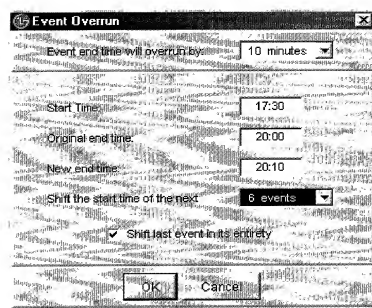 Event Overrun
Event end time will overrun by: 10 minutes
Start Time: 17:30
Original end time: 20:00
New end time: 20:10
Shift the start time of the next 6 events
Shift last event in its entirety
OK Cancel